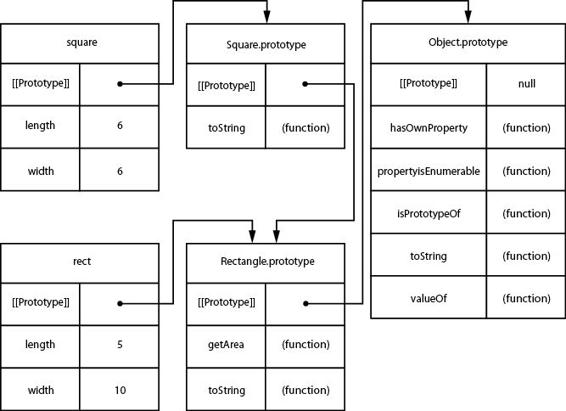 square
[[Prototype]]
length 6
width 6
Square.prototype
[[Prototype]]
toString (function)
Object.prototype
[[Prototype]] null
hasOwnProperty (function)
propertyisEnumerable (function)
isPrototypeOf (function)
toString (function)
valueOf (function)
rect
[[Prototype]]
length 5
width 10
Rectangle.prototype
[[Prototype]]
getArea (function)
toString (function)